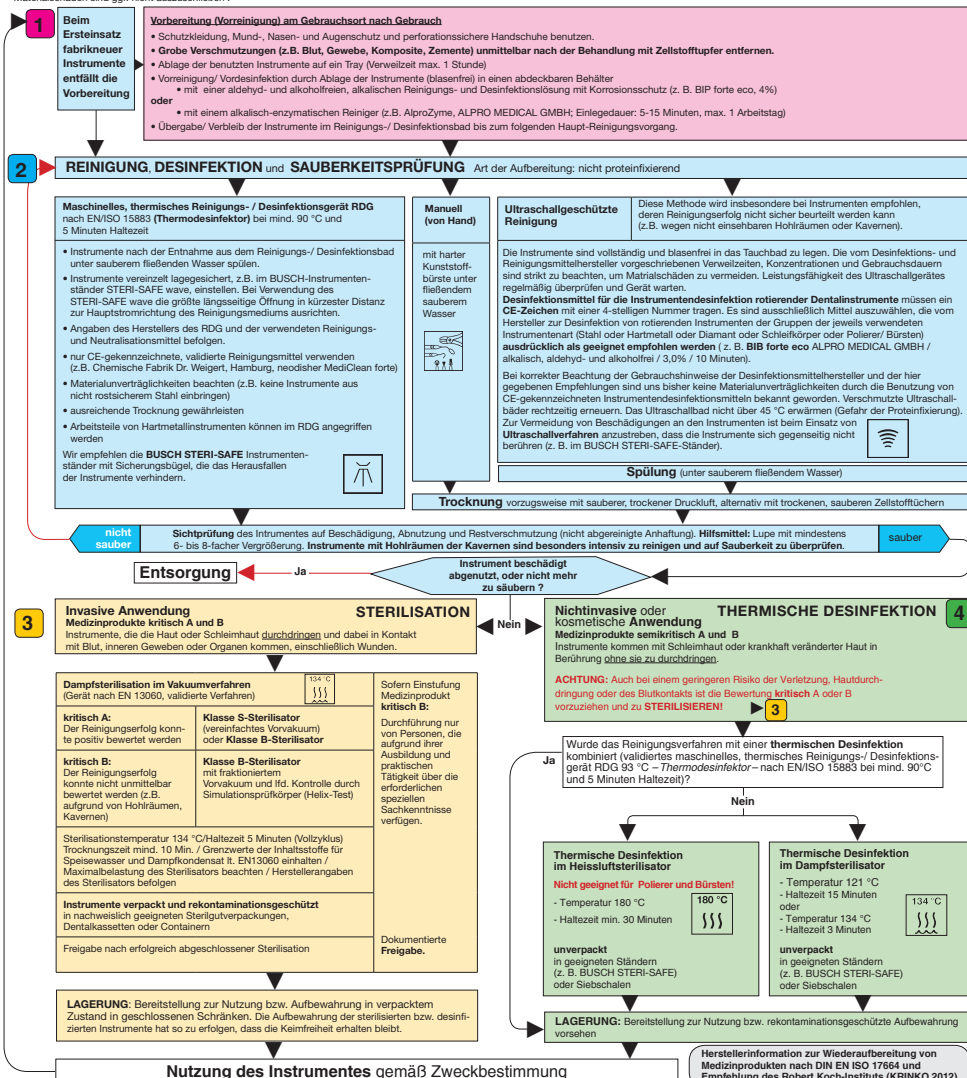 Materialschäden sind ggf. nicht auszuschließen .
1
Beim
Ersteinsatz
fabrikneuer
Instrumente
entfällt die
Vorbereitung
Vorbereitung (Vorreinigung) am Gebrauchsort nach Gebrauch
• Schutzkleidung, Mund-, Nasen- und Augenschutz und perforationssichere Handschuhe benutzen.
• Grobe Verschmutzungen (z.B. Blut, Gewebe, Komposite, Zemente) unmittelbar nach der Behandlung mit Zellstofftupfer entfernen.
• Ablage der benutzten Instrumente auf ein Tray (Verweilzeit max. 1 Stunde)
• Vorreinigung/ Vordesinfektion durch Ablage der Instrumente (blasenfrei) in einen abdeckbaren Behälter
• mit einer aldehyd- und alkoholfreien, alkalischen Reinigungs- und Desinfektionslösung mit Korrosionsschutz (z. B. BIP forte eco, 4%)
oder
• mit einem alkalisch-enzymatischen Reiniger (z.B. AlproZyme, ALPRO MEDICAL GMBH; Einlegedauer: 5-15 Minuten, max. 1 Arbeitstag)
• Übergabe/ Verbleib der Instrumente im Reinigungs-/ Desinfektionsbad bis zum folgenden Haupt-Reinigungsvorgang.
2
REINIGUNG, DESINFEKTION und SAUBERKEITSPRÜFUNG Art der Aufbereitung: nicht proteinfixierend
Maschinelles, thermisches Reinigungs- / Desinfektionsgerät RDG
nach EN/ISO 15883 (Thermodesinfektor) bei mind. 90 °C und
5 Minuten Haltezeit
• Instrumente nach der Entnahme aus dem Reinigungs-/ Desinfektionsbad
unter sauberem fließenden Wasser spülen.
• Instrumente vereinzelt lagesichert, z.B. im BUSCH-Instrumenten-
ständer STERI-SAFE wave, einstellen. Bei Verwendung des
STERI-SAFE wave die größte längsseitige Öffnung in kürzester Distanz
zur Hauptstromrichtung des Reinigungsmediums ausrichten.
• Angaben des Herstellers des RDG und der verwendeten Reinigungs-
und Neutralisationsmittel befolgen.
• nur CE-gekennzeichnete, validierte Reinigungsmittel verwenden
(z.B. Chemische Fabrik Dr. Weigert, Hamburg, neodisher MediClean forte)
• Materialunverträglichkeiten beachten (z.B. keine Instrumente aus
nicht rostsicherem Stahl einbringen)
• ausreichende Trocknung gewährleisten
• Arbeitsteile von Hartmetallinstrumenten können im RDG angegriffen
werden
Wir empfehlen die BUSCH STERI-SAFE Instrumenten-
ständer mit Sicherungsbügel, die das Herausfallen
der Instrumente verhindern.
Manuell
(von Hand)
mit harter
Kunststoff-
bürste unter
fließendem
sauberem
Wasser
Ultraschallgeschützte
Reinigung
Diese Methode wird insbesondere bei Instrumenten empfohlen,
deren Reinigungserfolg nicht sicher beurteilt werden kann
(z.B. wegen nicht einsehbaren Hohlräumen oder Kavernen).
Die Instrumente sind vollständig und blasenfrei in das Tauchbad zu legen. Die vom Desinfektions- und
Reinigungsmittelhersteller vorgeschriebenen Verweilzeiten, Konzentrationen und Gebrauchsdauern
sind strikt zu beachten, um Matrialschäden zu vermeiden. Leistungsfähigkeit des Ultraschallgerätes
regelmäßig überprüfen und Gerät warten.
Desinfektionsmittel für die Instrumentendesinfektion rotierender Dentalinstrumente müssen ein
CE-Zeichen mit einer 4-stelligen Nummer tragen. Es sind ausschließlich Mittel auszuwählen, die vom
Hersteller zur Desinfektion von rotierenden Instrumenten der Gruppen der jeweils verwendeten
Instrumentenart (Stahl oder Hartmetall oder Diamant oder Schleifkörper oder Polierer/ Bürsten)
ausdrücklich als geeignet empfohlen werden ( z. B. BIB forte eco ALPRO MEDICAL GMBH /
alkalisch, aldehyd- und alkoholfrei / 3,0% / 10 Minuten).
Bei korrekter Beachtung der Gebrauchshinweise der Desinfektionsmittelhersteller und der hier
gegebenen Empfehlungen sind uns bisher keine Materialunverträglichkeiten durch die Benutzung von
CE-gekennzeichneten Instrumentendesinfektionsmitteln bekannt geworden. Verschmutzte Ultraschall-
bäder rechtzeitig erneuern. Das Ultraschallbad nicht über 45 °C erwärmen (Gefahr der Proteinfixierung).
Zur Vermeidung von Beschädigungen an den Instrumenten ist beim Einsatz von
Ultraschallverfahren anzustreben, dass die Instrumente sich gegenseitig nicht
berühren (z. B. im BUSCH STERI-SAFE-Ständer).
Spülung (unter sauberem fließendem Wasser)
Trocknung vorzugsweise mit sauberer, trockener Druckluft, alternativ mit trockenen, sauberen Zellstofftüchern
nicht
sauber
Sichtprüfung des Intrumentes auf Beschädigung, Abnutzung und Restverschmutzung (nicht abgereinigte Anhaftung). Hilfsmittel: Lupe mit mindestens
6- bis 8-facher Vergrößerung. Instrumente mit Hohlräumen der Kavernen sind besonders intensiv zu reinigen und auf Sauberkeit zu überprüfen.
sauber
Entsorgung
Ja
Instrument beschädigt
abgenutzt, oder nicht mehr
zu säubern ?
Nein
3
Invasive Anwendung STERILISATION
Medizinprodukte kritisch A und B
Instrumente, die die Haut oder Schleimhaut durchdringen und dabei in Kontakt
mit Blut, inneren Geweben oder Organen kommen, einschließlich Wunden.
Dampfsterilisation im Vakuumverfahren
(Gerät nach EN 13060, validierte Verfahren)
134 °C
kritisch A:
Der Reinigungserfolg konn-
te positiv bewertet werden
Klasse S-Sterilisator
(vereinfachtes Vorvakuum)
oder Klasse B-Sterilisator
kritisch B:
Der Reinigungserfolg
konnte nicht unmittelbar
bewertet werden (z.B.
aufgrund von Hohlräumen,
Kavernen)
Klasse B-Sterilisator
mit fraktioniertem
Vorvakuum und lfd. Kontrolle durch
Simulationsprüfkörper (Helix-Test)
Sterilisationstemperatur 134 °C/Haltezeit 5 Minuten (Vollzyklus)
Trocknungszeit mind. 10 Min. / Grenzwerte der Inhaltsstoffe für
Speisewasser und Dampfkondensat lt. EN13060 einhalten /
Maximalbelastung des Sterilisators beachten / Herstellerangaben
des Sterilisators befolgen
Instrumente verpackt und rekontaminationsgeschützt
in nachweislich geeigneten Sterilgutverpackungen,
Dentalkassetten oder Containern
Freigabe nach erfolgreich abgeschlossener Sterilisation
Sofern Einstufung
Medizinprodukt
kritisch B:
Durchführung nur
von Personen, die
aufgrund ihrer
Ausbildung und
praktischen
Tätigkeit über die
erforderlichen
speziellen
Sachkenntnisse
verfügen.
Dokumentierte
Freigabe.
LAGERUNG: Bereitstellung zur Nutzung bzw. Aufbewahrung in verpacktem
Zustand in geschlossenen Schränken. Die Aufbewahrung der sterilisierten bzw. desinfi-
zierten Instrumente hat so zu erfolgen, dass die Keimfreiheit erhalten bleibt.
Nichtinvasive oder THERMISCHE DESINFEKTION
4
kosmetische Anwendung
Medizinprodukte semikritisch A und B
Instrumente kommen mit Schleimhaut oder krankhaft veränderter Haut in
Berührung ohne sie zu durchdringen.
ACHTUNG: Auch bei einem geringeren Risiko der Verletzung, Hautdurch-
dringung oder des Blutkontakts ist die Bewertung kritisch A oder B
vorzuziehen und zu STERILISIEREN!
3
Ja
Wurde das Reinigungsverfahren mit einer thermischen Desinfektion
kombiniert (validiertes maschinelles, thermisches Reinigungs-/ Desinfektions-
gerät RDG 93 °C – Thermodesinfektor – nach EN/ISO 15883 bei mind. 90°C
und 5 Minuten Haltezeit)?
Nein
Thermische Desinfektion
im Heissluftsterilisator
Nicht geeignet für Polierer und Bürsten!
- Temperatur 180 °C
- Haltezeit min. 30 Minuten
180 °C
unverpackt
in geeigneten Ständern
(z. B. BUSCH STERI-SAFE)
oder Siebschalen
Thermische Desinfektion
im Dampfsterilisator
- Temperatur 121 °C
- Haltezeit 15 Minuten
oder
- Temperatur 134 °C
- Haltezeit 3 Minuten
134 °C
unverpackt
in geeigneten Ständern
(z. B. BUSCH STERI-SAFE)
oder Siebschalen
LAGERUNG: Bereitstellung zur Nutzung bzw. rekontaminationsgeschützte Aufbewahrung
vorsehen
Nutzung des Instrumentes gemäß Zweckbestimmung
Herstellerinformation zur Wiederaufbereitung von
Medizinprodukten nach DIN EN ISO 17664 und
Empfehlung des Robert Koch-Instituts (KRINKO 2012)